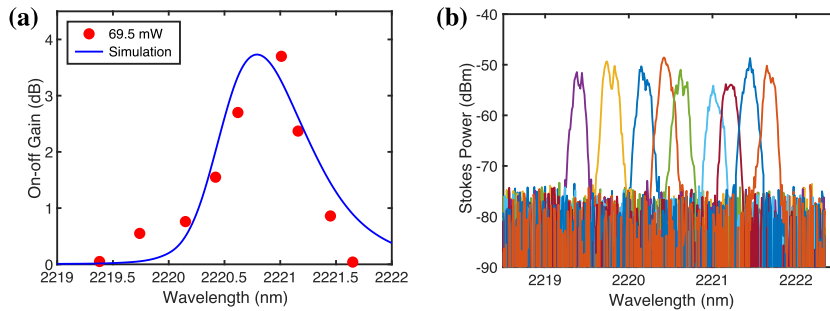 (a)
69.5 mW
Simulation
On-off Gain (dB)
4
3
2
1
0
2219 2219.5 2220 2220.5 2221 2221.5 2222
Wavelength (nm)
(b)
Stokes Power (dBm)
-40
-50
-60
-70
-80
-90
2219 2220 2221 2222
Wavelength (nm)